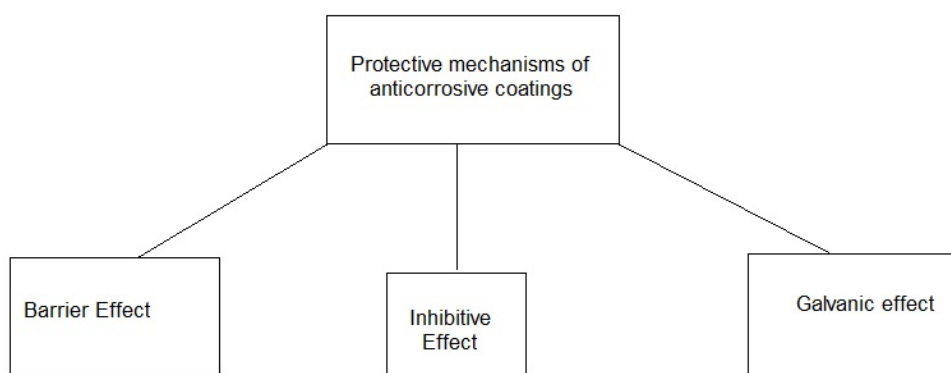 Protective mechanisms of
anticorrosive coatings
Barrier Effect
Inhibitive
Effect
Galvanic effect